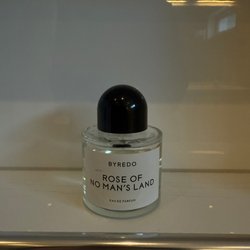 BYREDO
ROSE OF
NO MAN'S LAND
EAU DE PARFUM